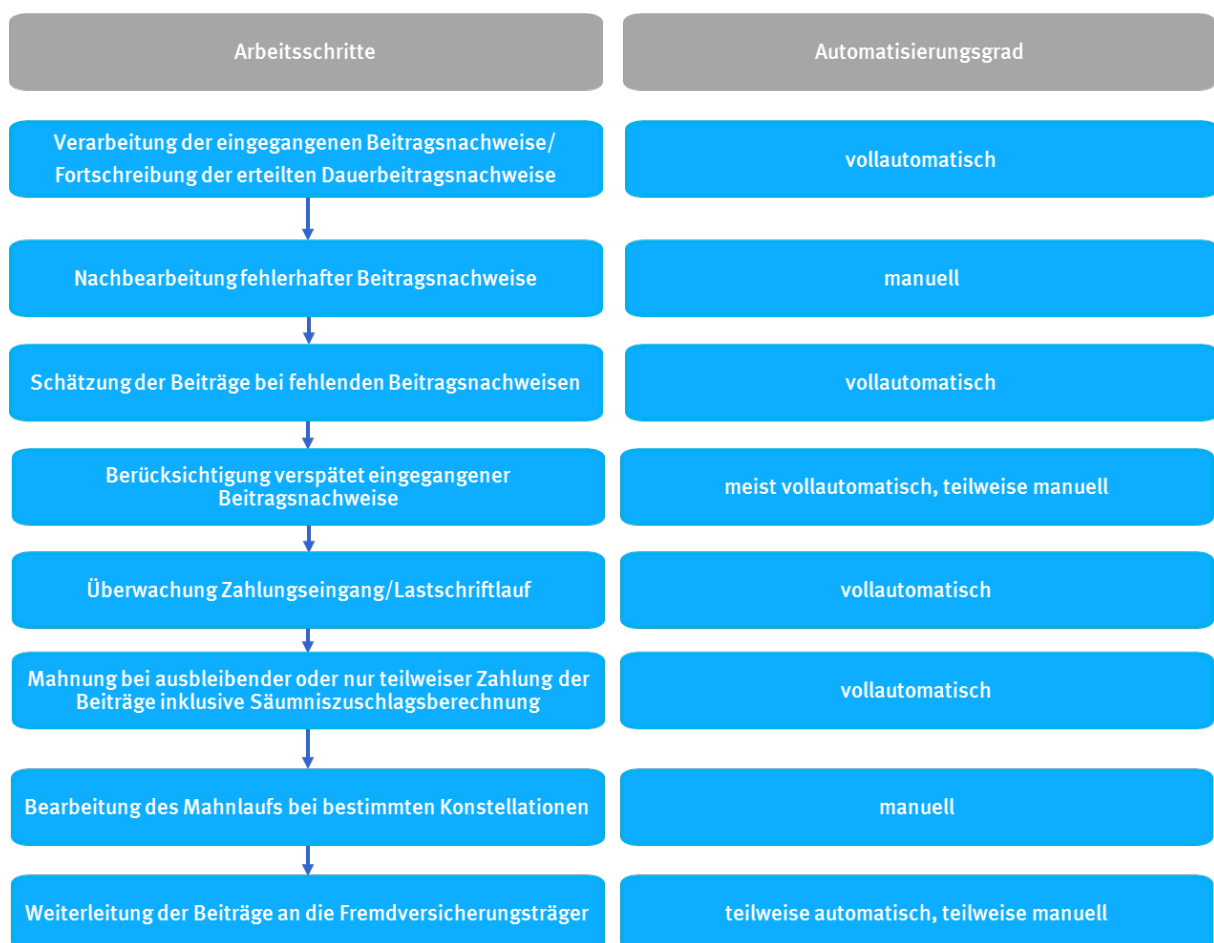 Arbeitsschritte
Automatisierungsgrad
Verarbeitung der eingegangenen Beitragsnachweise/
Fortschreibung der erteilten Dauerbeitragsnachweise
vollautomatisch
Nachbearbeitung fehlerhafter Beitragsnachweise
manuell
Schätzung der Beiträge bei fehlenden Beitragsnachweisen
vollautomatisch
Berücksichtigung verspätet eingegangener
Beitragsnachweise
meist vollautomatisch, teilweise manuell
Überwachung Zahlungseingang/Lastschriftlauf
vollautomatisch
Mahnung bei ausbleibender oder nur teilweiser Zahlung der
Beiträge inklusive Säumniszuschlagsberechnung
vollautomatisch
Bearbeitung des Mahnlaufs bei bestimmten Konstellationen
manuell
Weiterleitung der Beiträge an die Fremdversicherungsträger
teilweise automatisch, teilweise manuell